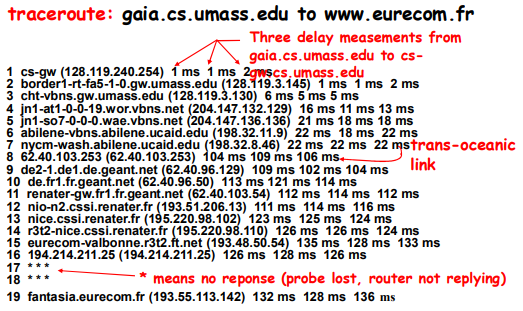 traceroute: gaia.cs.umass.edu to www.eurecom.fr
Three delay measements from
gaia.cs.umass.edu to cs-
gw.cs.umass.edu
1 cs-gw (128.119.240.254) 1 ms 1 ms 2 ms
2 border1-rt-fa5-1-0.gw.umass.edu (128.119.3.145) 1 ms 1 ms 2 ms
3 cht-vbns.gw.umass.edu (128.119.3.130) 6 ms 5 ms 5 ms
4 jn1-at1-0-0-19.wor.vbns.net (204.147.132.129) 16 ms 11 ms 13 ms
5 jn1-so7-0-0-0.wae.vbns.net (204.147.136.136) 21 ms 18 ms 18 ms
6 abilene-vbns.abilene.ucaid.edu (198.32.11.9) 22 ms 18 ms 22 ms
7 nycm-wash.abilene.ucaid.edu (198.32.8.46) 22 ms 22 ms 22 ms
trans-oceanic
link
8 62.40.103.253 (62.40.103.253) 104 ms 109 ms 106 ms
9 de2-1.de1.de.geant.net (62.40.96.129) 109 ms 102 ms 104 ms
10 de.fr1.fr.geant.net (62.40.96.50) 113 ms 121 ms 114 ms
11 renater-gw.fr1.fr.geant.net (62.40.103.54) 112 ms 114 ms 112 ms
12 nio-n2.cssi.renater.fr (193.51.206.13) 111 ms 114 ms 116 ms
13 nice.cssi.renater.fr (195.220.98.102) 123 ms 125 ms 124 ms
14 r3t2-nice.cssi.renater.fr (195.220.98.110) 126 ms 126 ms 124 ms
15 eurecom-valbonne.r3t2.ft.net (193.48.50.54) 135 ms 128 ms 133 ms
16 194.214.211.25 (194.214.211.25) 126 ms 128 ms 126 ms
17 * * *
18 * * *
* means no reponse (probe lost, router not replying)
19 fantasia.eurecom.fr (193.55.113.142) 132 ms 128 ms 136 ms